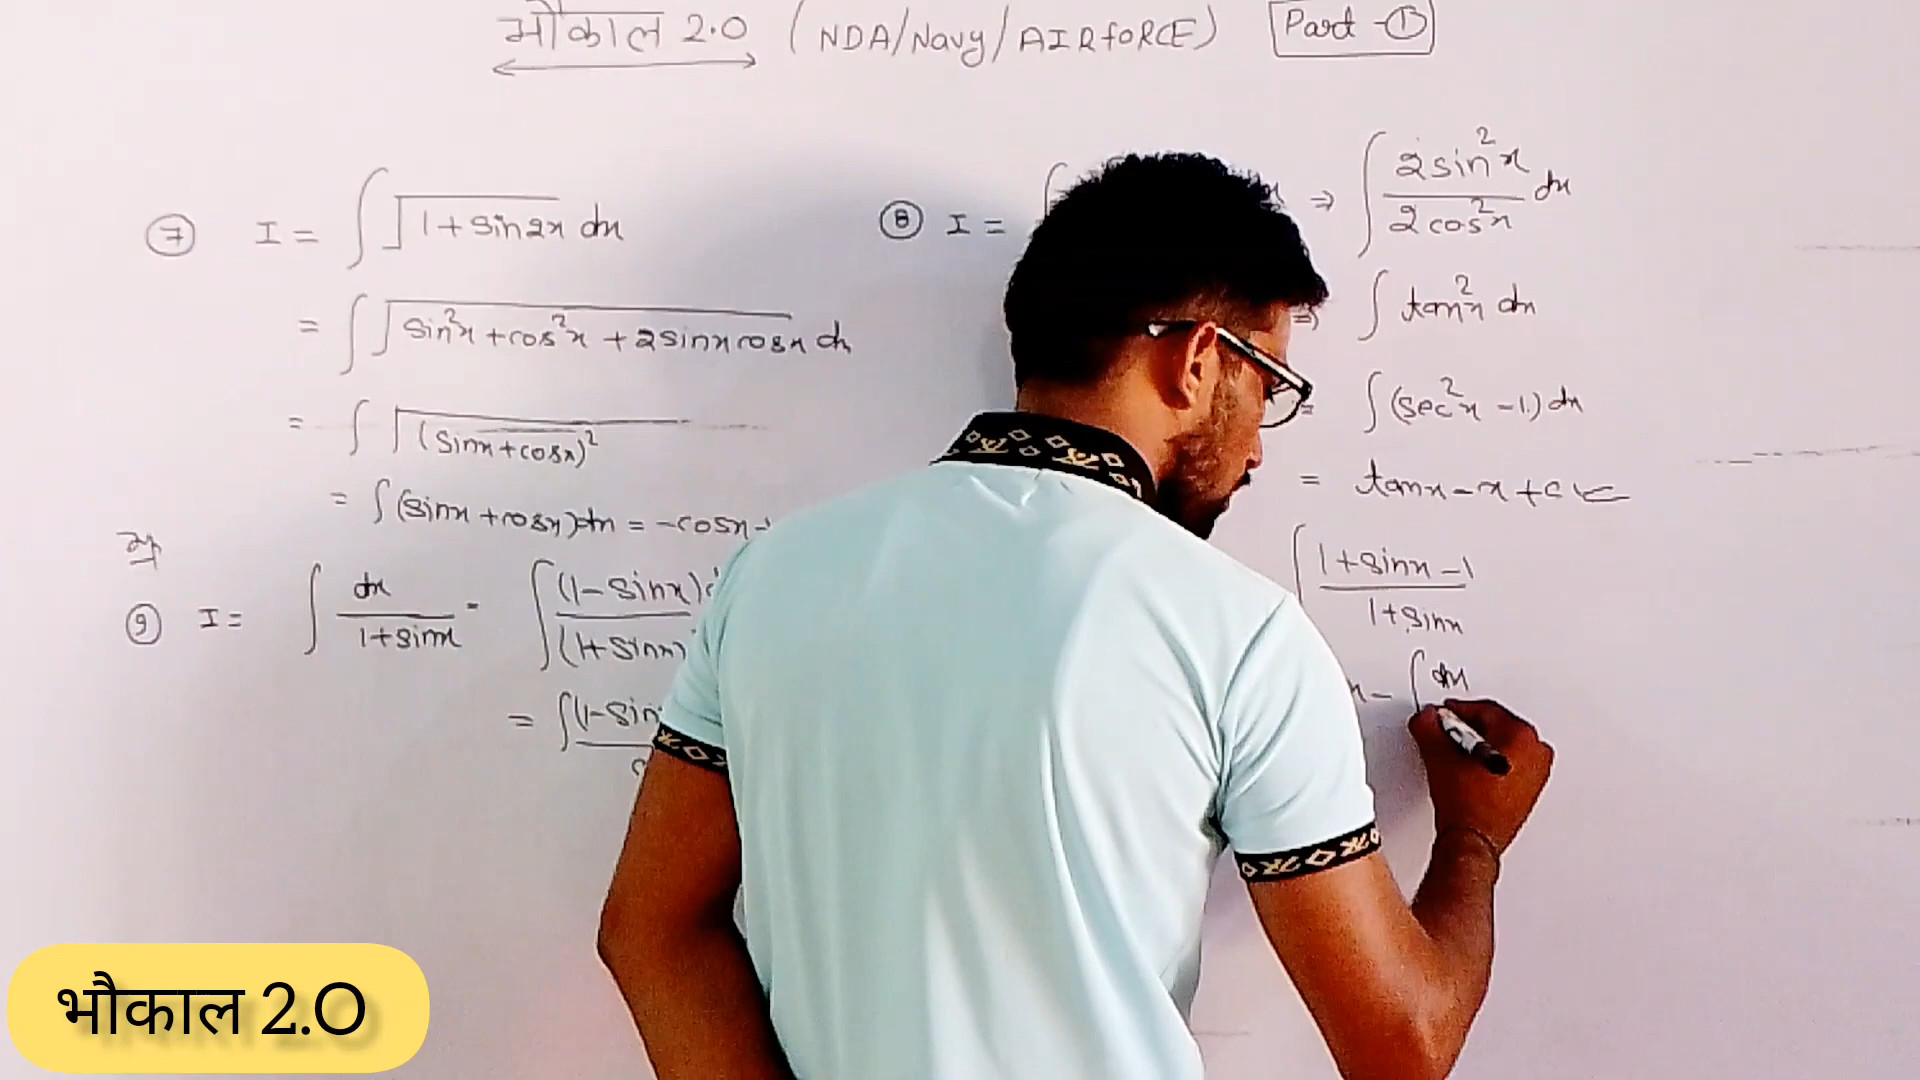 भौकाल 2.0 (NDA/Navy/AIRfORCE) Part-①
⑦ I = ∫√(1+sin2x) dx
= ∫√(sin²x+cos²x+2sinxcosx) dx
= ∫√(sinx+cosx)²
= ∫(sinx+cosx)dx = -cosx-
⑧ I =
⇒ ∫ 2sin²x/2cos²x dx
⇒ ∫ tan²x dx
= ∫(sec²x-1)dx
= tanx-x+c
⑨ I = ∫ dx/1+sinx = ∫ (1-sinx)/(1+sinx)
= ∫(1-sin
∫ 1+sinx-1/1+sinx
x - ∫ dx
भौकाल 2.0